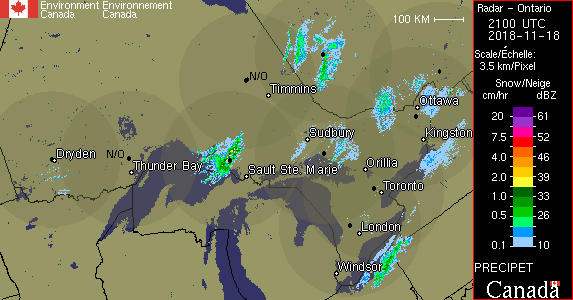 Environment Environnement
Canada Canada
100 KM
N/O
Timmins
Ottawa
Kingston
Sudbury
N/O
Dryden
Thunder Bay
Sault Ste. Marie
Orillia
Toronto
London
Windsor
Radar - Ontario
2100 UTC
2018-11-18
Scale/Échelle:
3.5 km/Pixel
Snow/Neige
cm/hr dBZ
20 61
7.5 52
4.0 46
2.0 39
1.0 33
0.5 26
0.1 10
PRECIPET
Canada